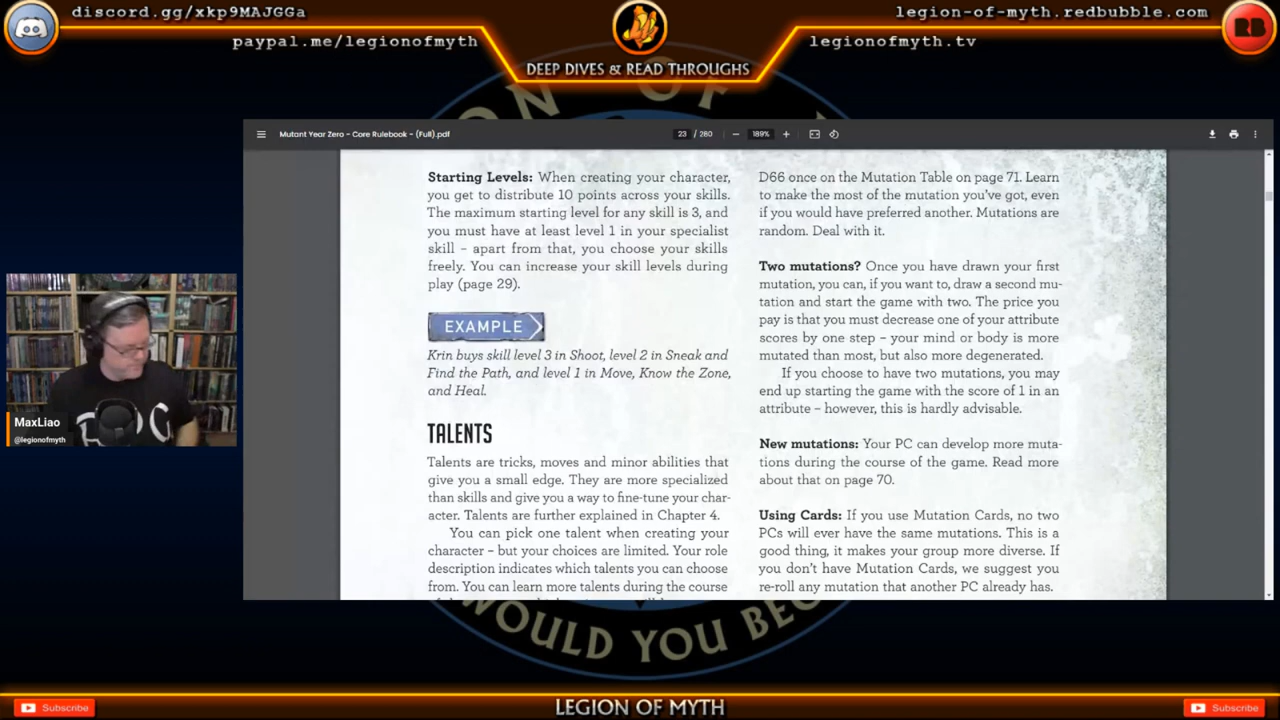 discord.gg/xkp9MAJGGa
legion-of-myth.redbubble.com
paypal.me/legionofmyth
legionofmyth.tv
DEEP DIVES & READ THROUGHS
RB
Mutant Year Zero - Core Rulebook - (Full).pdf
23 / 280
189%
Starting Levels: When creating your character,
you get to distribute 10 points across your skills.
The maximum starting level for any skill is 3, and
you must have at least level 1 in your specialist
skill – apart from that, you choose your skills
freely. You can increase your skill levels during
play (page 29).
EXAMPLE
Krin buys skill level 3 in Shoot, level 2 in Sneak and
Find the Path, and level 1 in Move, Know the Zone,
and Heal.
TALENTS
Talents are tricks, moves and minor abilities that
give you a small edge. They are more specialized
than skills and give you a way to fine-tune your char-
acter. Talents are further explained in Chapter 4.
You can pick one talent when creating your
character – but your choices are limited. Your role
description indicates which talents you can choose
from. You can learn more talents during the course
D66 once on the Mutation Table on page 71. Learn
to make the most of the mutation you've got, even
if you would have preferred another. Mutations are
random. Deal with it.
Two mutations? Once you have drawn your first
mutation, you can, if you want to, draw a second mu-
tation and start the game with two. The price you
pay is that you must decrease one of your attribute
scores by one step – your mind or body is more
mutated than most, but also more degenerated.
If you choose to have two mutations, you may
end up starting the game with the score of 1 in an
attribute – however, this is hardly advisable.
New mutations: Your PC can develop more muta-
tions during the course of the game. Read more
about that on page 70.
Using Cards: If you use Mutation Cards, no two
PCs will ever have the same mutations. This is a
good thing, it makes your group more diverse. If
you don't have Mutation Cards, we suggest you
re-roll any mutation that another PC already has.
MaxLiao
@legionofmyth
WOULD YOU BE
Subscribe
LEGION OF MYTH
Subscribe